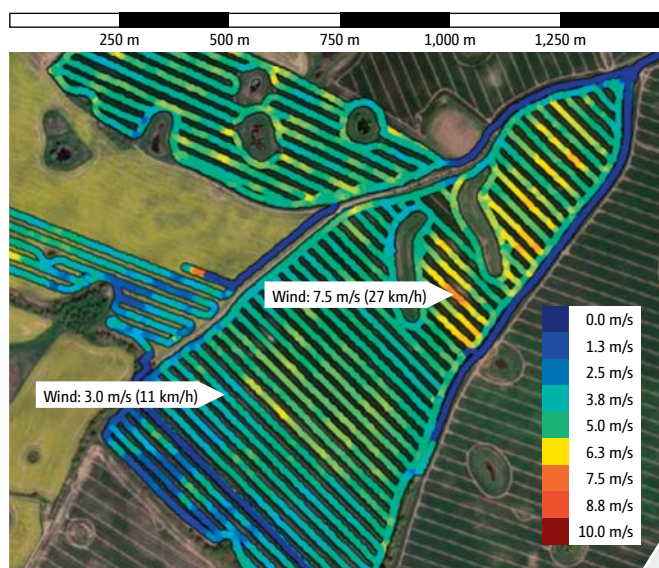 250 m 500 m 750 m 1,000 m 1,250 m
Wind: 7.5 m/s (27 km/h)
Wind: 3.0 m/s (11 km/h)
0.0 m/s
1.3 m/s
2.5 m/s
3.8 m/s
5.0 m/s
6.3 m/s
7.5 m/s
8.8 m/s
10.0 m/s